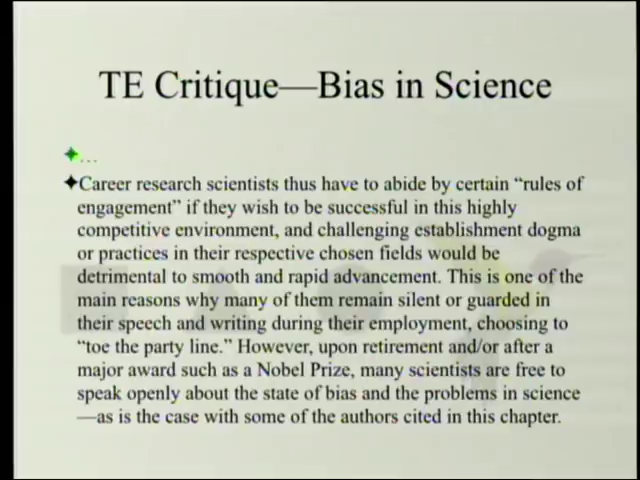 TE Critique—Bias in Science
...
Career research scientists thus have to abide by certain “rules of
engagement” if they wish to be successful in this highly
competitive environment, and challenging establishment dogma
or practices in their respective chosen fields would be
detrimental to smooth and rapid advancement. This is one of the
main reasons why many of them remain silent or guarded in
their speech and writing during their employment, choosing to
“toe the party line.” However, upon retirement and/or after a
major award such as a Nobel Prize, many scientists are free to
speak openly about the state of bias and the problems in science
—as is the case with some of the authors cited in this chapter.